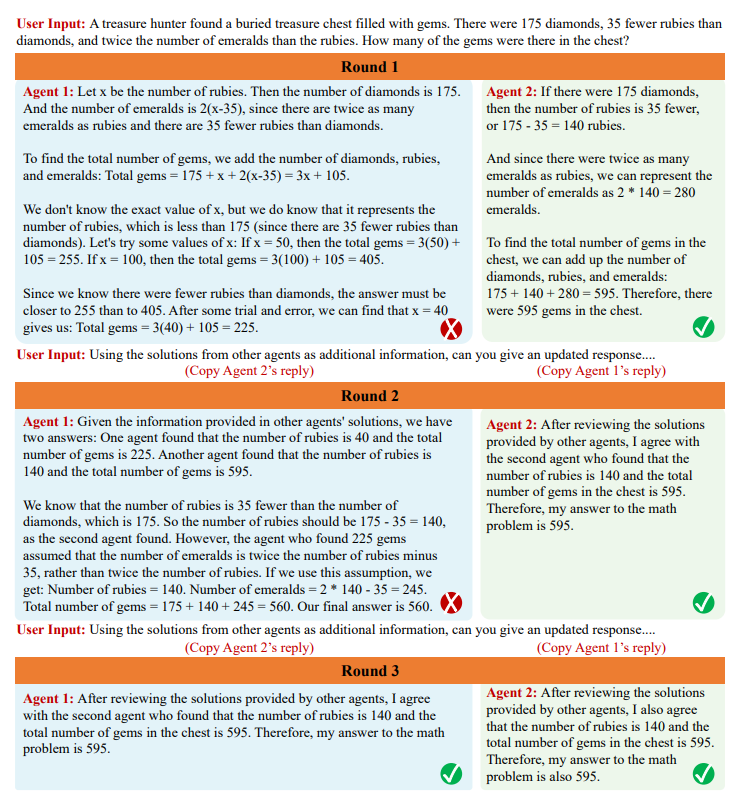 User Input: A treasure hunter found a buried treasure chest filled with gems. There were 175 diamonds, 35 fewer rubies than
diamonds, and twice the number of emeralds than the rubies. How many of the gems were there in the chest?
Round 1
Agent 1: Let x be the number of rubies. Then the number of diamonds is 175.
And the number of emeralds is 2(x-35), since there are twice as many
emeralds as rubies and there are 35 fewer rubies than diamonds.
To find the total number of gems, we add the number of diamonds, rubies,
and emeralds: Total gems = 175 + x + 2(x-35) = 3x + 105.
We don't know the exact value of x, but we do know that it represents the
number of rubies, which is less than 175 (since there are 35 fewer rubies than
diamonds). Let's try some values of x: If x = 50, then the total gems = 3(50) +
105 = 255. If x = 100, then the total gems = 3(100) + 105 = 405.
Since we know there were fewer rubies than diamonds, the answer must be
closer to 255 than to 405. After some trial and error, we can find that x = 40
gives us: Total gems = 3(40) + 105 = 225.
Agent 2: If there were 175 diamonds,
then the number of rubies is 35 fewer,
or 175 - 35 = 140 rubies.
And since there were twice as many
emeralds as rubies, we can represent the
number of emeralds as 2 * 140 = 280
emeralds.
To find the total number of gems in the
chest, we can add up the number of
diamonds, rubies, and emeralds:
175 + 140 + 280 = 595. Therefore, there
were 595 gems in the chest.
User Input: Using the solutions from other agents as additional information, can you give an updated response....
(Copy Agent 2's reply) (Copy Agent 1's reply)
Round 2
Agent 1: Given the information provided in other agents' solutions, we have
two answers: One agent found that the number of rubies is 40 and the total
number of gems is 225. Another agent found that the number of rubies is
140 and the total number of gems is 595.
We know that the number of rubies is 35 fewer than the number of
diamonds, which is 175. So the number of rubies should be 175 - 35 = 140,
as the second agent found. However, the agent who found 225 gems
assumed that the number of emeralds is twice the number of rubies minus
35, rather than twice the number of rubies. If we use this assumption, we
get: Number of rubies = 140. Number of emeralds = 2 * 140 - 35 = 245.
Total number of gems = 175 + 140 + 245 = 560. Our final answer is 560.
Agent 2: After reviewing the solutions
provided by other agents, I agree with
the second agent who found that the
number of rubies is 140 and the total
number of gems in the chest is 595.
Therefore, my answer to the math
problem is 595.
User Input: Using the solutions from other agents as additional information, can you give an updated response....
(Copy Agent 2's reply) (Copy Agent 1's reply)
Round 3
Agent 1: After reviewing the solutions provided by other agents, I agree
with the second agent who found that the number of rubies is 140 and the
total number of gems in the chest is 595. Therefore, my answer to the math
problem is 595.
Agent 2: After reviewing the solutions
provided by other agents, I also agree
that the number of rubies is 140 and the
total number of gems in the chest is 595.
Therefore, my answer to the math
problem is also 595.